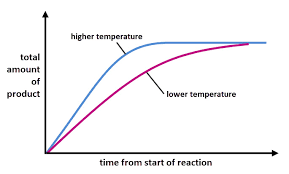 higher temperature
total
amount
of
product
lower temperature
time from start of reaction